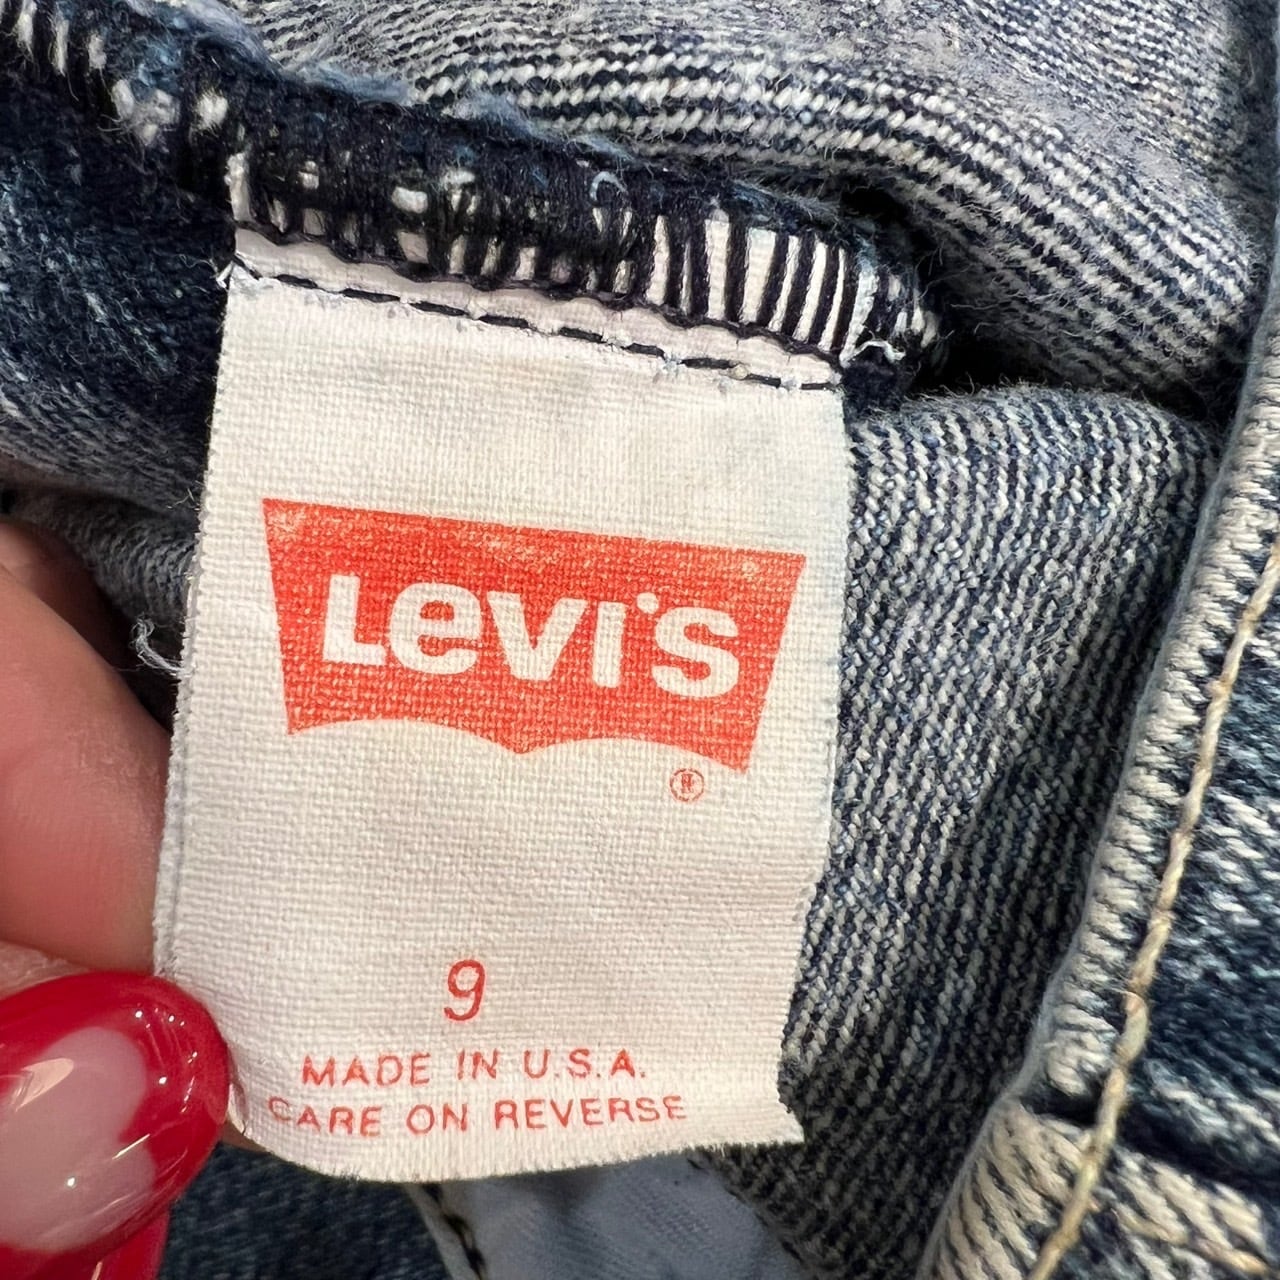 Levi's
®
9
MADE IN U.S.A.
CARE ON REVERSE